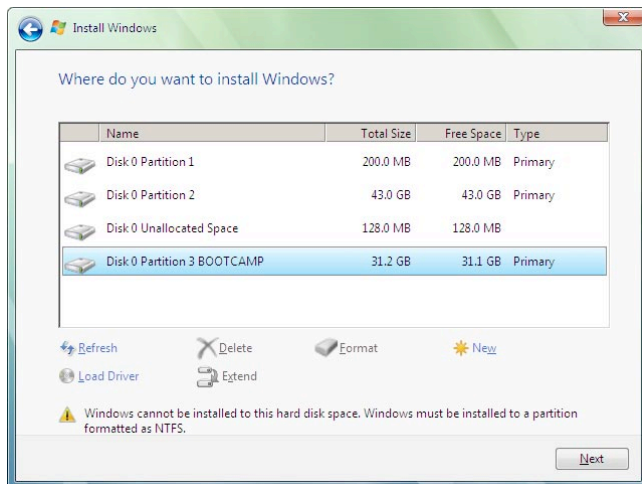 Install Windows
Where do you want to install Windows?
Name Total Size Free Space Type
Disk 0 Partition 1 200.0 MB 200.0 MB Primary
Disk 0 Partition 2 43.0 GB 43.0 GB Primary
Disk 0 Unallocated Space 128.0 MB 128.0 MB
Disk 0 Partition 3 BOOTCAMP 31.2 GB 31.1 GB Primary
Refresh Delete Format New
Load Driver Extend
Windows cannot be installed to this hard disk space. Windows must be installed to a partition
formatted as NTFS.
Next